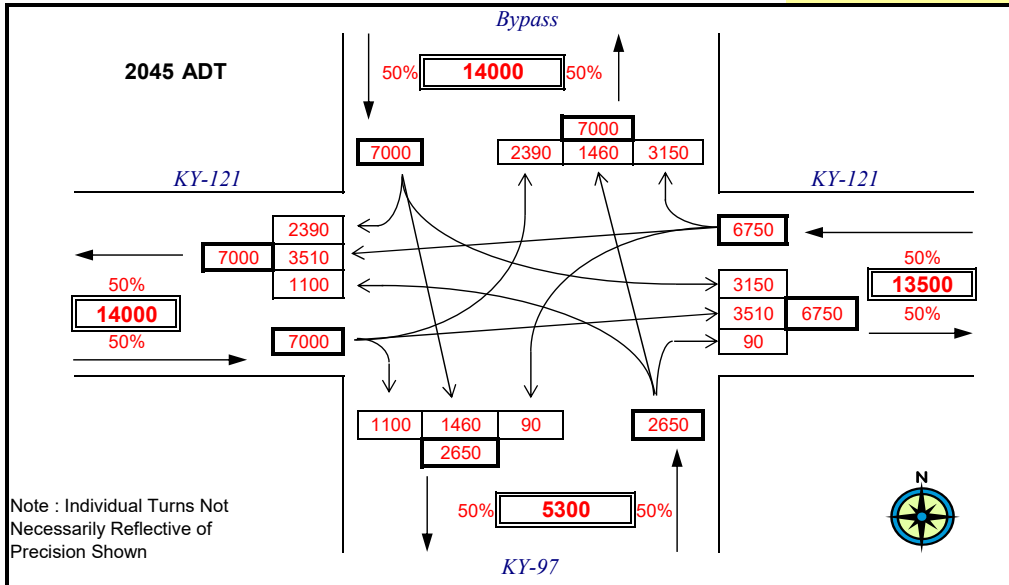 Bypass
2045 ADT
50% 14000 50%
7000
7000
2390 1460 3150
KY-121
KY-121
2390
6750
7000 3510
50%
1100
3150
13500
50%
14000
3510 6750
50%
50%
7000
90
1100 1460 90
2650
2650
N
Note : Individual Turns Not
Necessarily Reflective of
Precision Shown
50% 5300 50%
KY-97